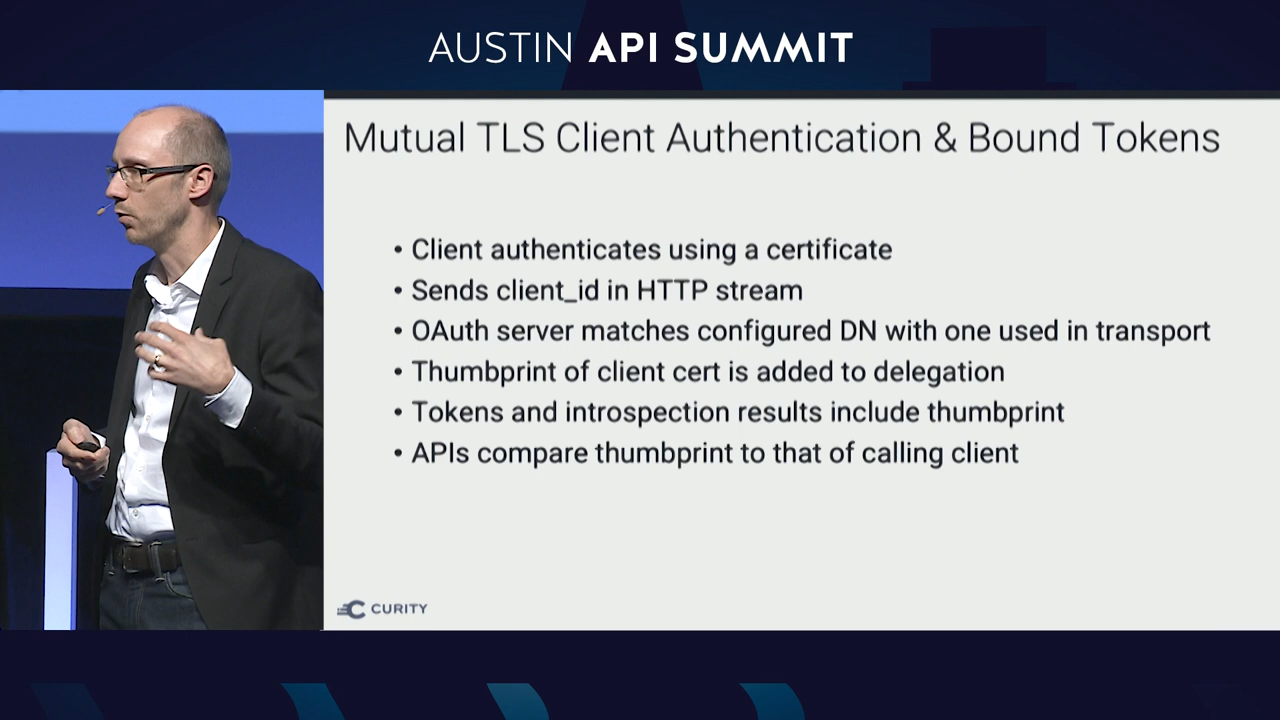 AUSTIN API SUMMIT
Mutual TLS Client Authentication & Bound Tokens
• Client authenticates using a certificate
• Sends client_id in HTTP stream
• OAuth server matches configured DN with one used in transport
• Thumbprint of client cert is added to delegation
• Tokens and introspection results include thumbprint
• APIs compare thumbprint to that of calling client
CURITY